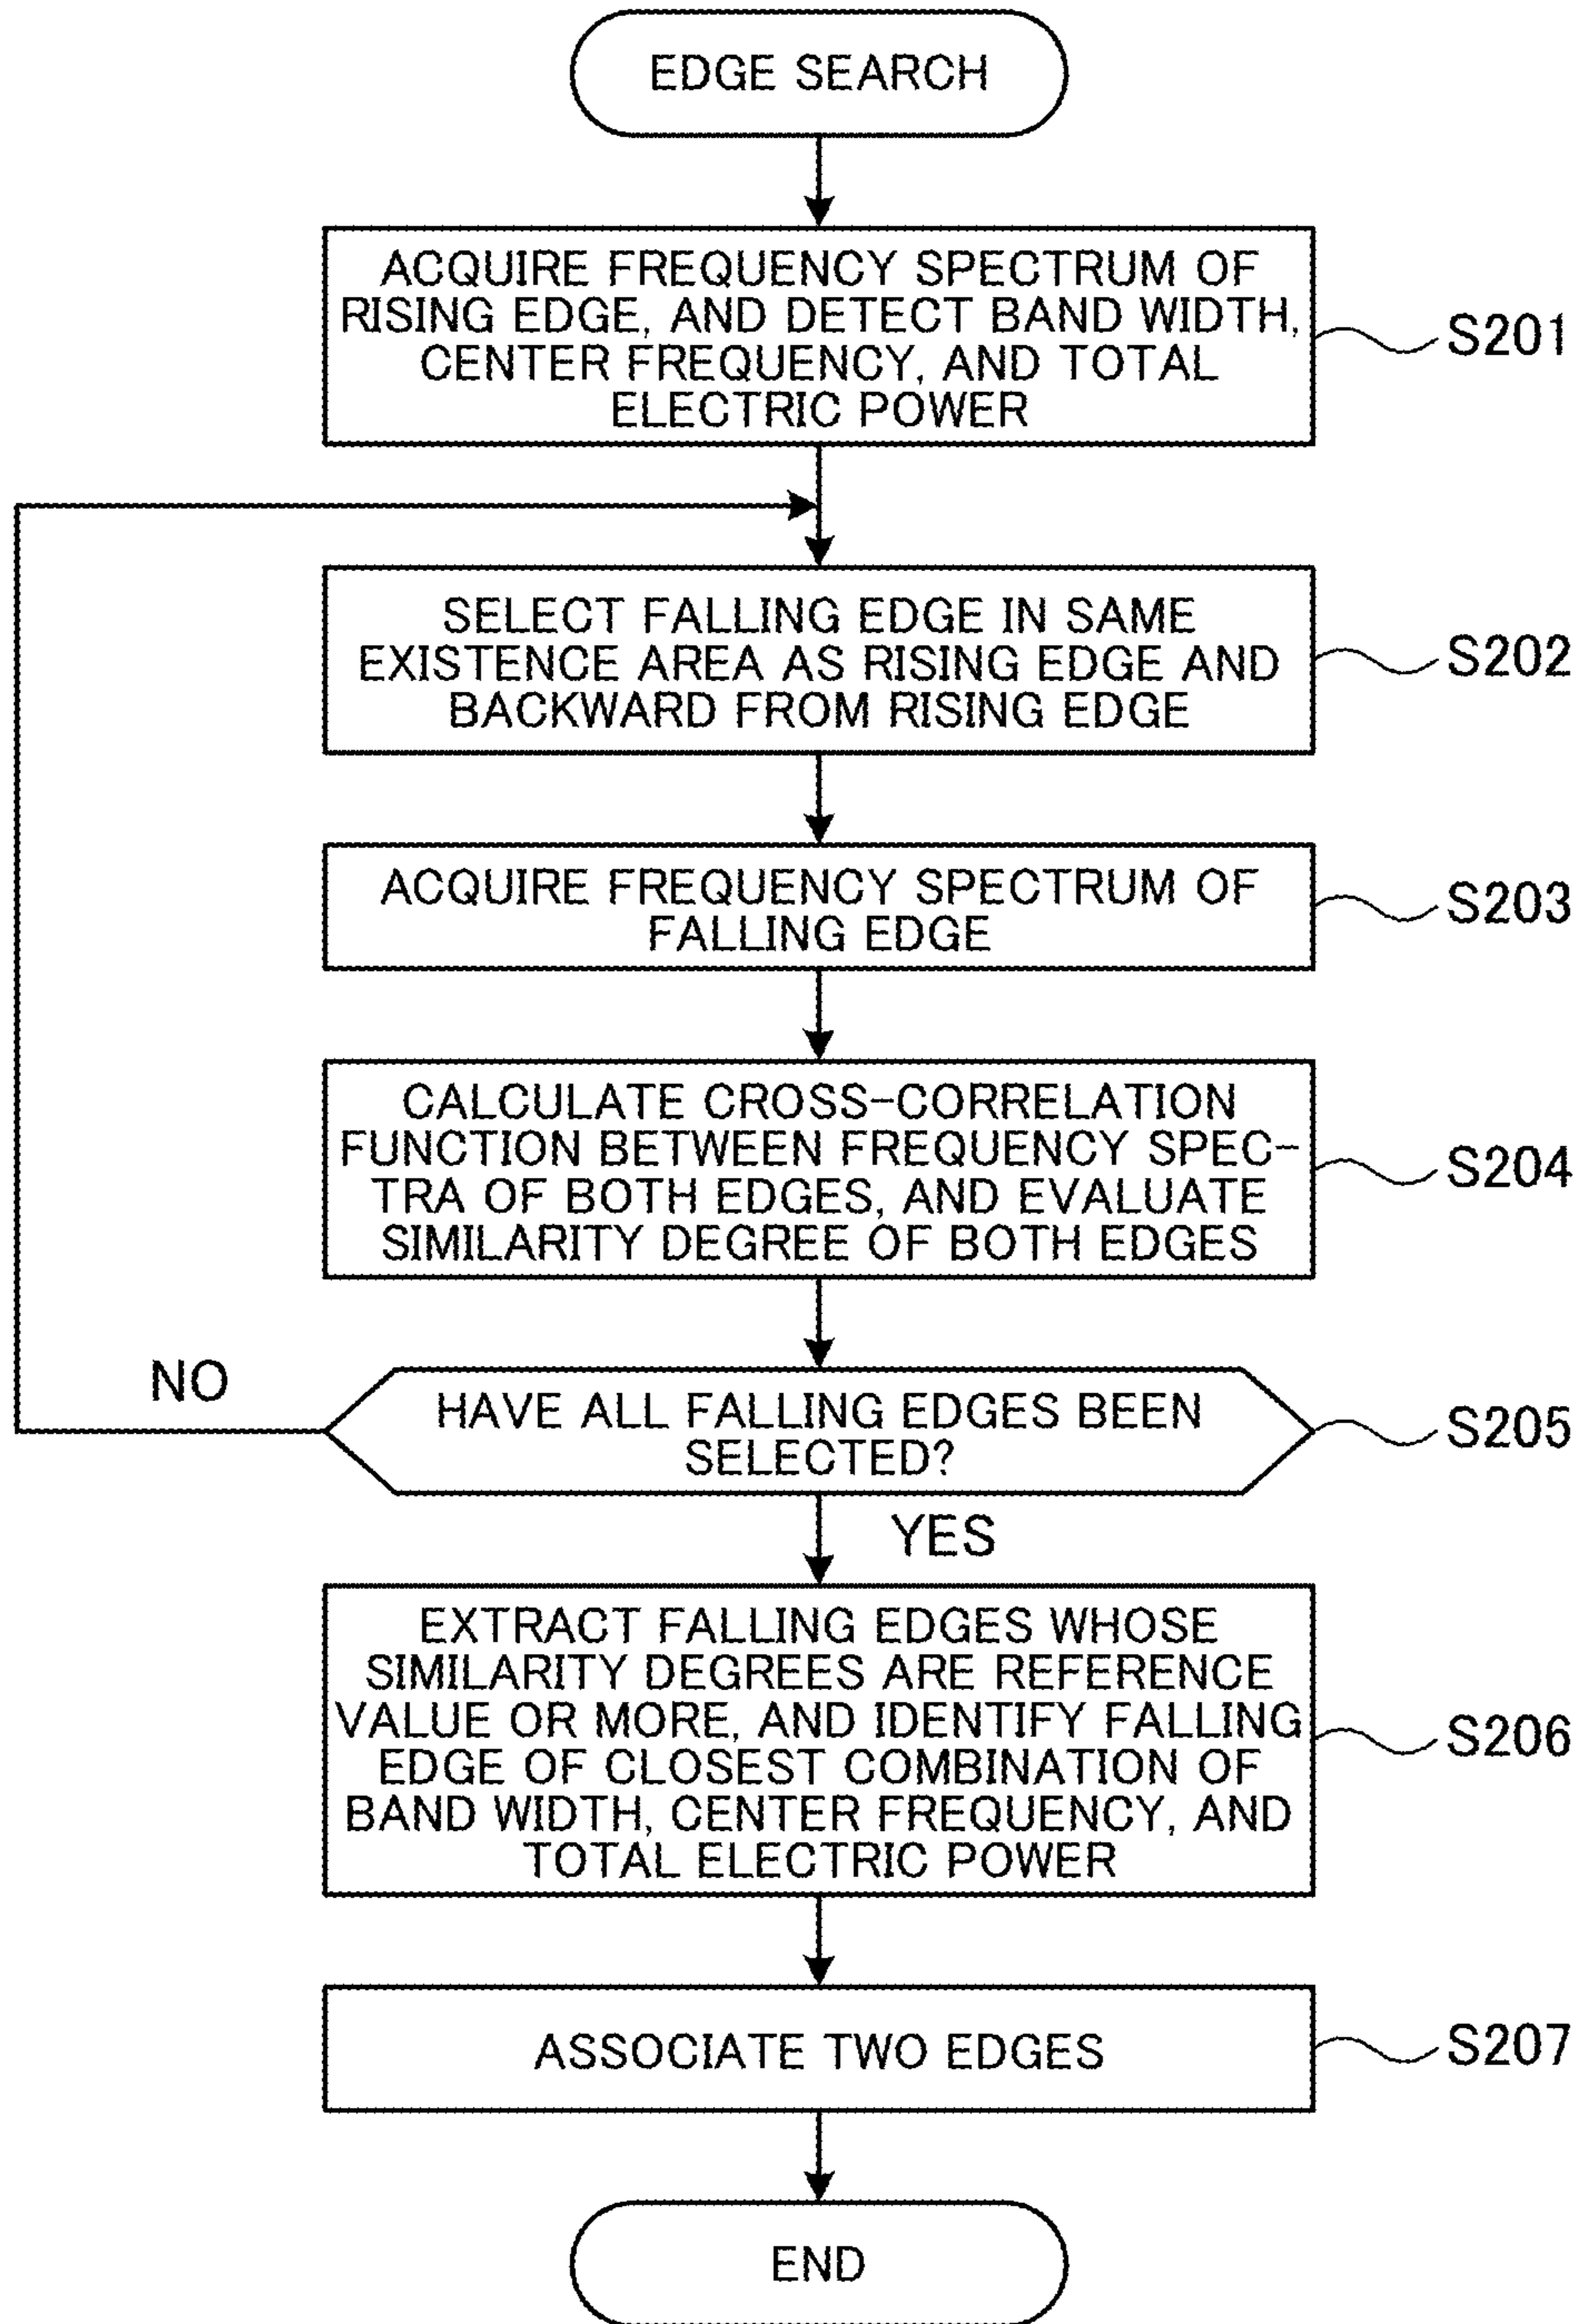 EDGE SEARCH
ACQUIRE FREQUENCY SPECTRUM OF
RISING EDGE, AND DETECT BAND WIDTH,
CENTER FREQUENCY, AND TOTAL
ELECTRIC POWER
S201
SELECT FALLING EDGE IN SAME
EXISTENCE AREA AS RISING EDGE AND
BACKWARD FROM RISING EDGE
S202
ACQUIRE FREQUENCY SPECTRUM OF
FALLING EDGE
S203
CALCULATE CROSS-CORRELATION
FUNCTION BETWEEN FREQUENCY SPEC-
TRA OF BOTH EDGES, AND EVALUATE
SIMILARITY DEGREE OF BOTH EDGES
S204
NO
HAVE ALL FALLING EDGES BEEN
SELECTED?
S205
YES
EXTRACT FALLING EDGES WHOSE
SIMILARITY DEGREES ARE REFERENCE
VALUE OR MORE, AND IDENTIFY FALLING
EDGE OF CLOSEST COMBINATION OF
BAND WIDTH, CENTER FREQUENCY, AND
TOTAL ELECTRIC POWER
S206
ASSOCIATE TWO EDGES
S207
END